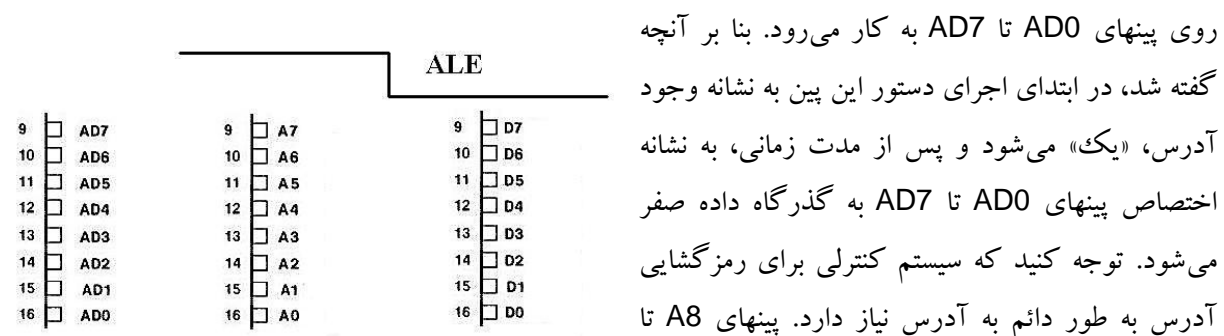 روی پینهای AD0 تا AD7 به کار می‌رود. بنا بر آنچه
گفته شد، در ابتدای اجرای دستور این پین به نشانه وجود
آدرس، «یک» می‌شود و پس از مدت زمانی، به نشانه
اختصاص پینهای AD0 تا AD7 به گذرگاه داده صفر
می‌شود. توجه کنید که سیستم کنترلی برای رمزگشایی
آدرس به طور دائم به آدرس نیاز دارد. پینهای A8 تا
ALE
9 AD7 9 A7 9 D7
10 AD6 10 A6 10 D6
11 AD5 11 A5 11 D5
12 AD4 12 A4 12 D4
13 AD3 13 A3 13 D3
14 AD2 14 A2 14 D2
15 AD1 15 A1 15 D1
16 AD0 16 A0 16 D0